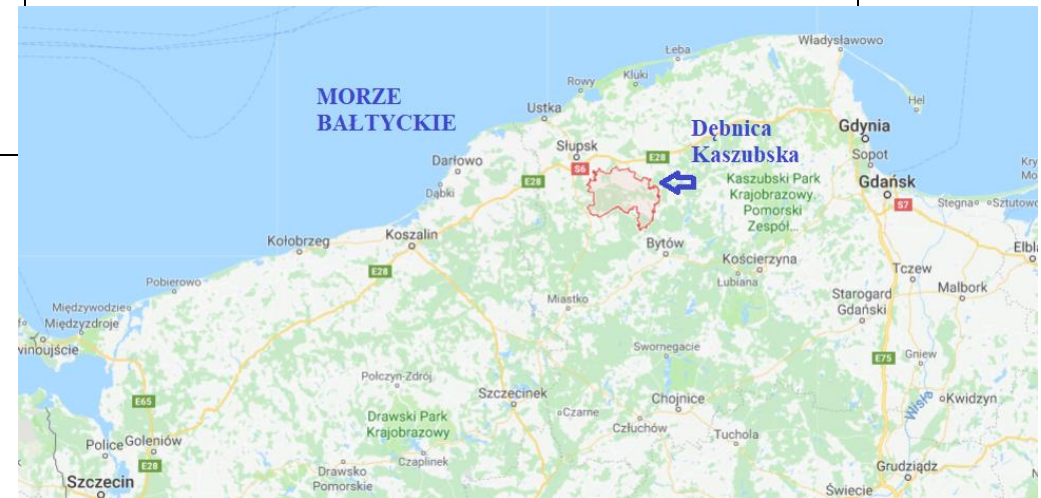 Władysławowo
Łeba
Rowy
Kluki
MORZE
BAŁTYCKIE
Hel
Ustka
Gdynia
Dębnica
Kaszubska
Słupsk
Sopot
Darłowo
E28
S6
Kaszubski Park
Krajobrazowy.
Pomorski
Zespół...
Gdańsk
E28
S7
Dąbki
Stegna
Sztutowo
Koszalin
Kołobrzeg
Bytów
Kościerzyna
E28
Tczew
Pobierowo
Lubiana
Malbork
Starogard
Gdański
Miastko
Międzywodzie
Międzyzdroje
winoujście
Swornegacie
E75
Gniew
Połczyn-Zdrój
Szczecinek
Chojnice
Wisła
Kwidzyn
E65
Czarne
Drawski Park
Krajobrazowy
Człuchów
Tuchola
Police
Goleniów
Czaplinek
E28
Drawsko
Pomorskie
Grudziądz
Szczecin
Świecie